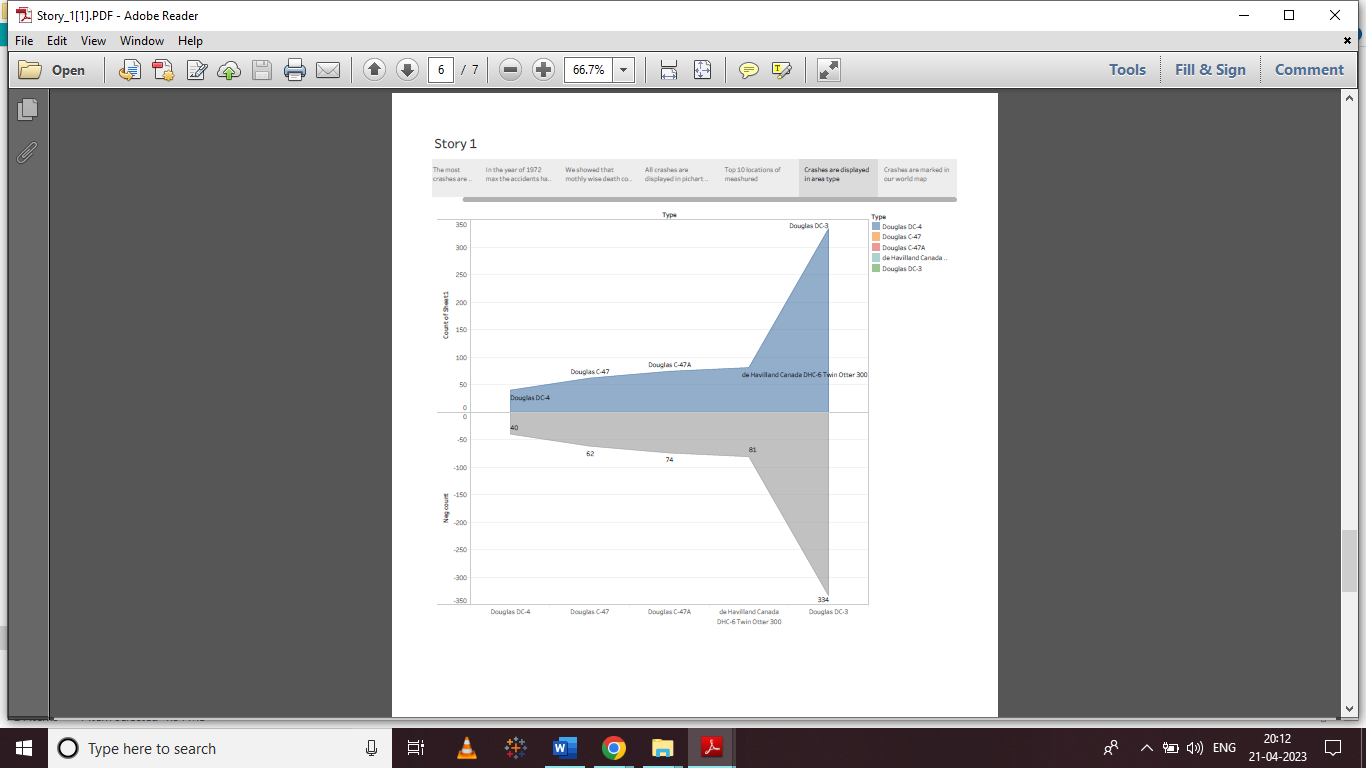 Story_1[1].PDF - Adobe Reader
File Edit View Window Help
Open
6 / 7
66.7%
Tools Fill & Sign Comment
Story 1
The most
crashes are ..
In the year of 1972
max the accidents ha..
We showed that
mothly wise death co..
All crashes are
displayed in pichart ..
Top 10 locations of
meashured
Crashes are displayed
in area type
Crashes are marked in
our world map
Type
Type
Douglas DC-4
Douglas C-47
Douglas C-47A
de Havilland Canada ..
Douglas DC-3
Count of Sheet1
350
300
250
200
150
100
50
0
Douglas DC-3
Douglas C-47A
Douglas C-47
de Havilland Canada DHC-6 Twin Otter 300
Douglas DC-4
Neg count
0
-50
-100
-150
-200
-250
-300
-350
40
62
74
81
334
Douglas DC-4
Douglas C-47
Douglas C-47A
de Havilland Canada
DHC-6 Twin Otter 300
Douglas DC-3
Type here to search
ENG
20:12
21-04-2023